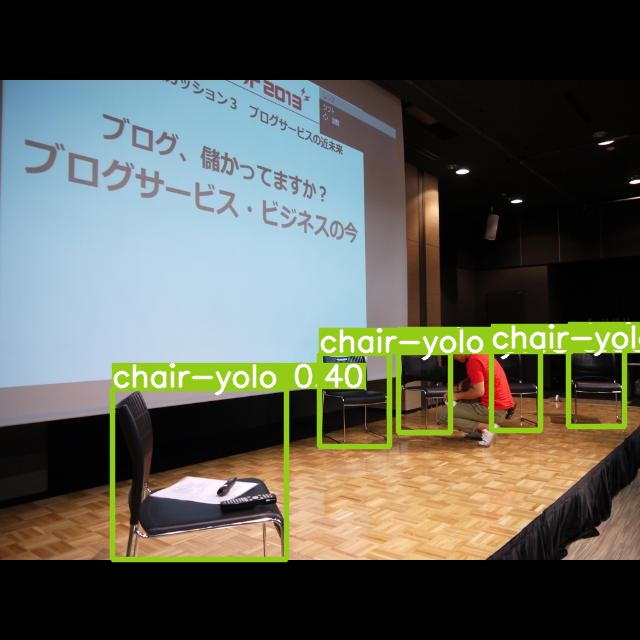 2013
ッション3 ブログサービスの近未来
ブログ、儲かってますか?
ブログサービス・ビジネスの今
chair-yolo
chair-yolo
chair-yolo
chair-yolo 0.40